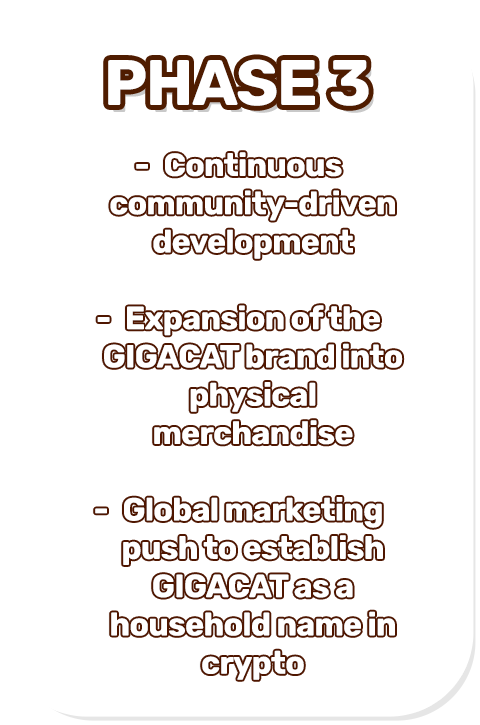 PHASE 3
- Continuous
community-driven
development
- Expansion of the
GIGACAT brand into
physical
merchandise
- Global marketing
push to establish
GIGACAT as a
household name in
crypto